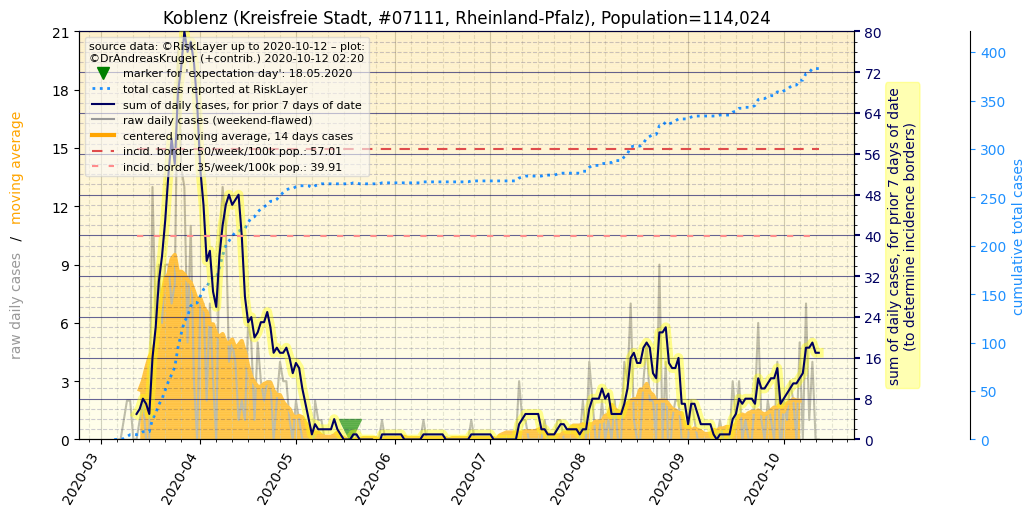 Koblenz (Kreisfreie Stadt, #07111, Rheinland-Pfalz), Population=114,024
source data: ©RiskLayer up to 2020-10-12 – plot:
©DrAndreasKruger (+contrib.) 2020-10-12 02:20
marker for 'expectation day': 18.05.2020
total cases reported at RiskLayer
sum of daily cases, for prior 7 days of date
raw daily cases (weekend-flawed)
centered moving average, 14 days cases
incid. border 50/week/100k pop.: 57.01
incid. border 35/week/100k pop.: 39.91
raw daily cases / moving average
21
18
15
12
9
6
3
0
80
72
64
56
48
40
32
24
16
8
0
sum of daily cases, for prior 7 days of date
(to determine, incidence borders)
400
350
300
250
200
150
100
50
0
cumulative total cases
2020-03
2020-04
2020-05
2020-06
2020-07
2020-08
2020-09
2020-10